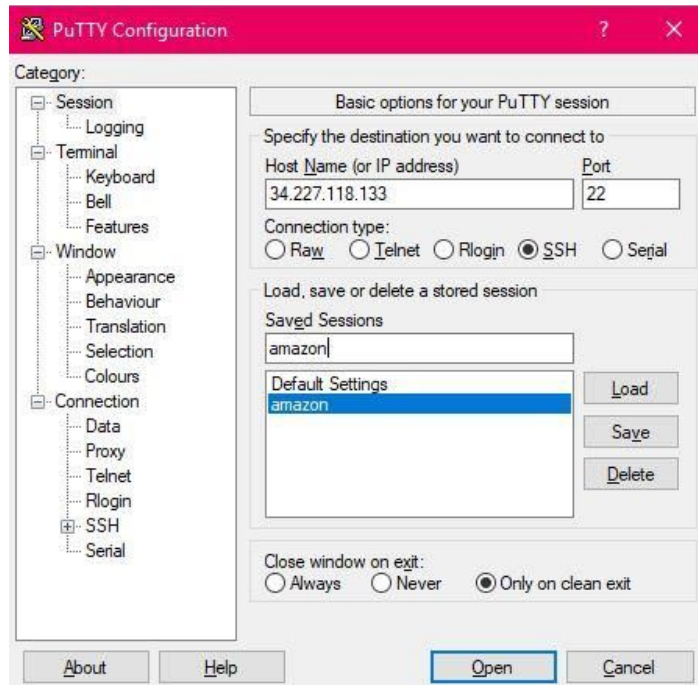 PuTTY Configuration
?
Category:
Session
Logging
Terminal
Keyboard
Bell
Features
Window
Appearance
Behaviour
Translation
Selection
Colours
Connection
Data
Proxy
Telnet
Rlogin
SSH
Serial
Basic options for your PuTTY session
Specify the destination you want to connect to
Host Name (or IP address) Port
34.227.118.133 22
Connection type:
Raw Telnet Rlogin SSH Serial
Load, save or delete a stored session
Saved Sessions
amazon
Default Settings
amazon
Load
Save
Delete
Close window on exit:
Always Never Only on clean exit
About Help Open Cancel